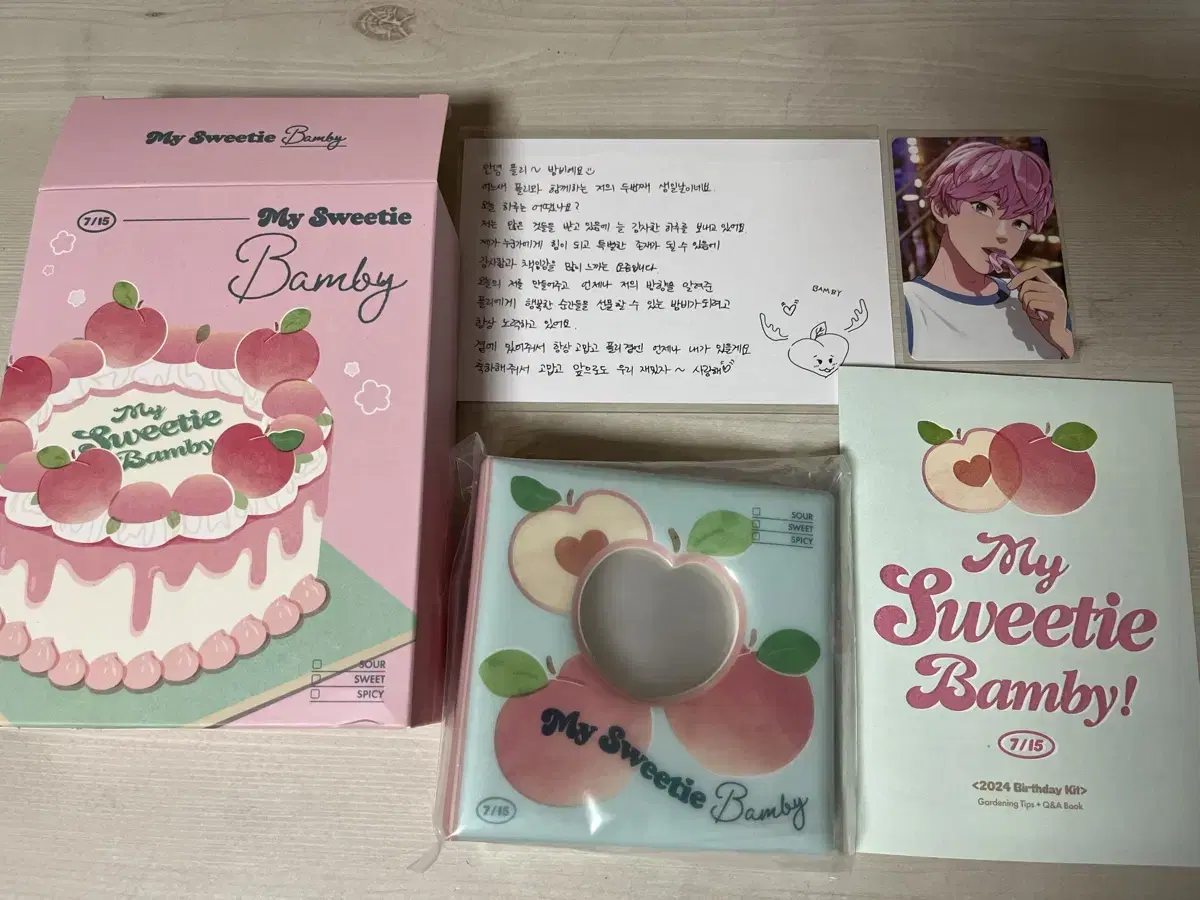 My Sweetie Bamby
7/15
My Sweetie
Bamby
My
Sweetie
Bamby
SOUR
SWEET
SPICY
안녕 플리~ 밤비예요
어느새 플리와 함께하는 저의 두번째 생일날이네요.
오늘 하루는 어땠나요?
저는 많은 것들을 받고 있음에 늘 감사한 하루를 보내고 있어요
제가 누군가에게 힘이 되고 특별한 존재가 될 수 있음에
감사함과 책임감을 많이 느끼는 요즘입니다.
오늘의 저를 만들어주고 언제나 저의 방향을 알려준
플리에게 행복한 순간들을 선물할 수 있는 밤비가 되려고
항상 노력하고 있어요.
곁에 있어줘서 항상 고맙고 플리 곁엔 언제나 내가 있을게요
축하해줘서 고맙고 앞으로도 우리 재밌자~ 사랑해
BAMBY
SOUR
SWEET
SPICY
My Sweetie Bamby
7/15
My
Sweetie
Bamby!
7/15
<2024 Birthday Kit>
Gardening Tips + Q&A Book